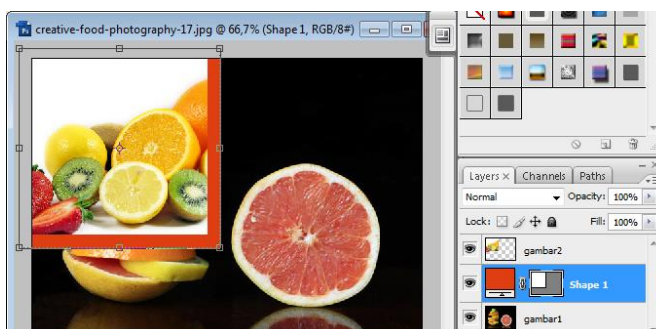 creative-food-photography-17.jpg @ 66,7% (Shape 1, RGB/8#)
Layers × Channels Paths
Normal Opacity: 100%
Lock: Fill: 100%
gambar2
Shape 1
gambar1